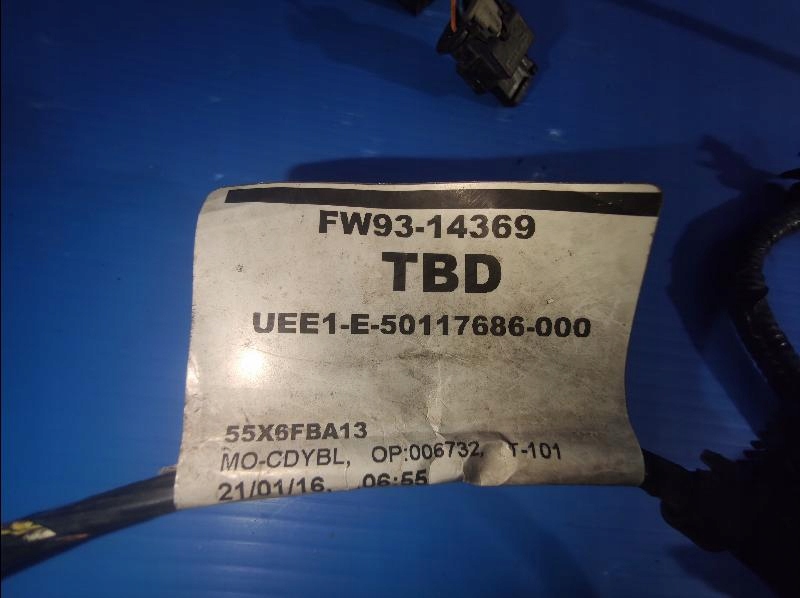 FW93-14369
TBD
UEE1-E-50117686-000
55X6FBA13
MO-CDYBL, OP:006732, T-101
21/01/16, 06:55